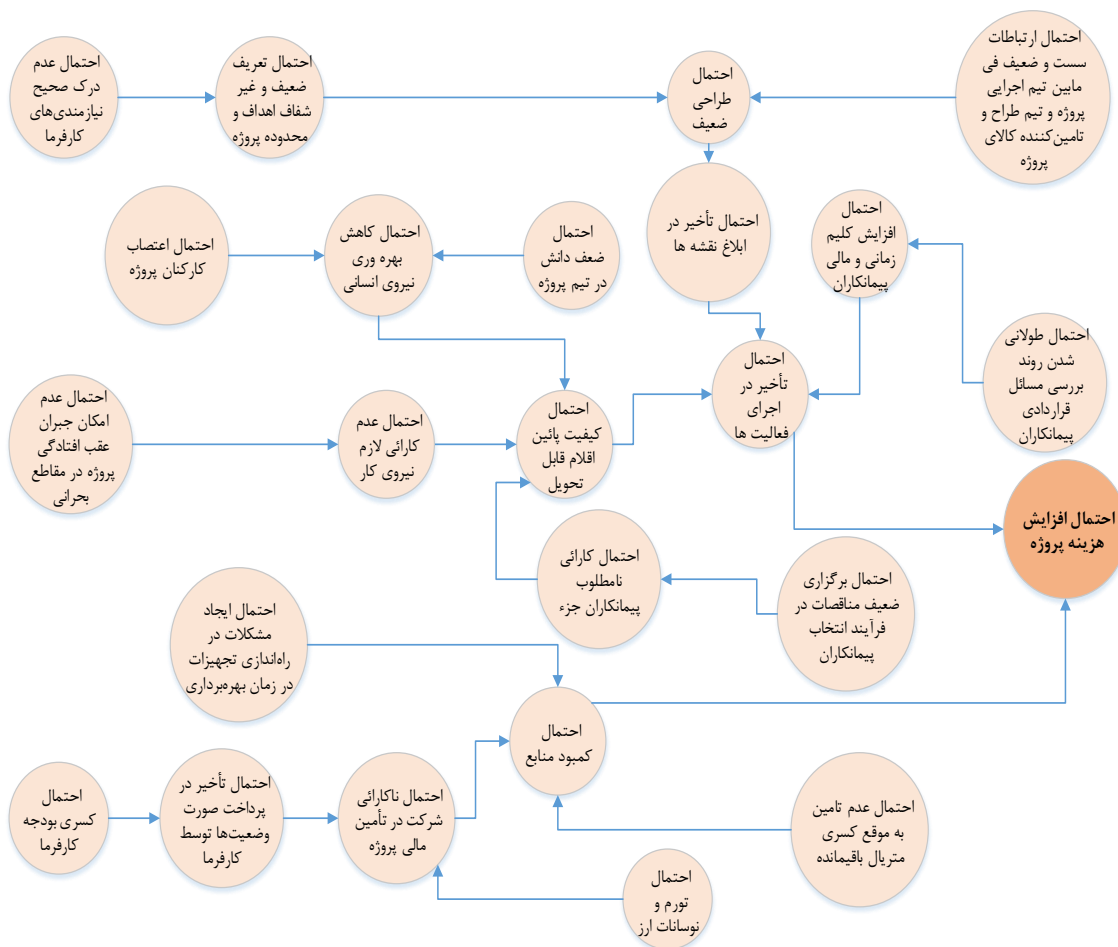 احتمال عدم
درک صحیح
نیازمندی‌های
کارفرما
احتمال تعریف
ضعیف و غیر
شفاف اهداف و
محدوده پروژه
احتمال
طراحی
ضعیف
احتمال ارتباطات
سست و ضعیف فی
مابین تیم اجرایی
پروژه و تیم طراح و
تامین‌کننده کالای
پروژه
احتمال اعتصاب
کارکنان پروژه
احتمال کاهش
بهره وری
نیروی انسانی
احتمال
ضعف دانش
در تیم پروژه
احتمال تأخیر در
ابلاغ نقشه ها
احتمال
افزایش کلیم
زمانی و مالی
پیمانکاران
احتمال طولانی
شدن روند
بررسی مسائل
قراردادی
پیمانکاران
احتمال
تأخیر در
اجرای
فعالیت ها
احتمال عدم
امکان جبران
عقب افتادگی
پروژه در مقاطع
بحرانی
احتمال عدم
کارائی لازم
نیروی کار
احتمال
کیفیت پائین
اقلام قابل
تحویل
احتمال افزایش
هزینه پروژه
احتمال کارائی
نامطلوب
پیمانکاران جزء
احتمال برگزاری
ضعیف مناقصات در
فرآیند انتخاب
پیمانکاران
احتمال ایجاد
مشکلات در
راه‌اندازی تجهیزات
در زمان بهره‌برداری
احتمال
کمبود منابع
احتمال
کسری بودجه
کارفرما
احتمال تأخیر در
پرداخت صورت
وضعیت‌ها توسط
کارفرما
احتمال ناکارائی
شرکت در تأمین
مالی پروژه
احتمال عدم تامین
به موقع کسری
متریال باقیمانده
احتمال
تورم و
نوسانات ارز